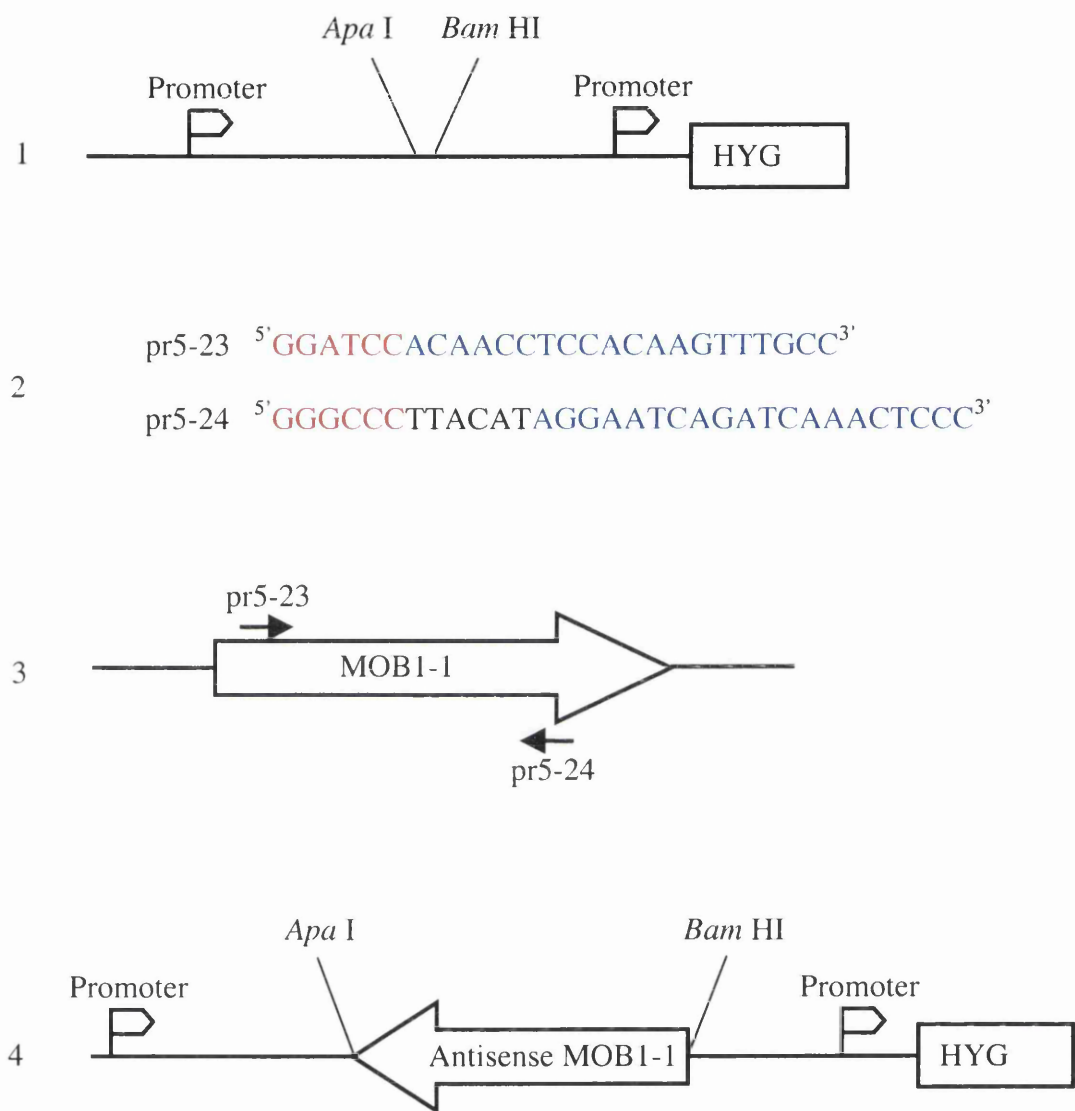 Apa I Bam HI
Promoter Promoter
1 HYG
2
pr5-23 5'GGATCCACAACCTCCACAAGTTTGCC3'
pr5-24 5'GGGCCCTTACATAGGAATCAGATCAAACTCCC3'
pr5-23
3 MOB1-1
pr5-24
Apa I Bam HI
Promoter Promoter
4 Antisense MOB1-1 HYG